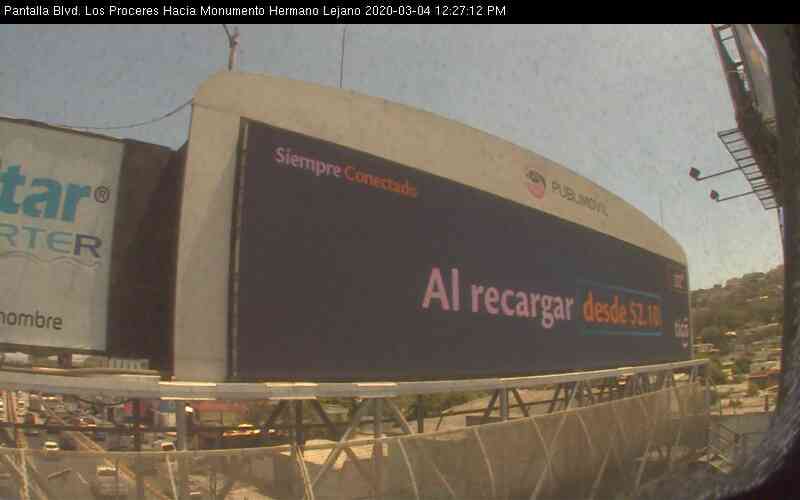 Pantalla Blvd. Los Proceres Hacia Monumento Hermano Lejano 2020-03-04 12:27:12 PM
Siempre Conectado
PUBLIMOVIL
tar®
RTER
nombre
Al recargar desde $2.10
tigo